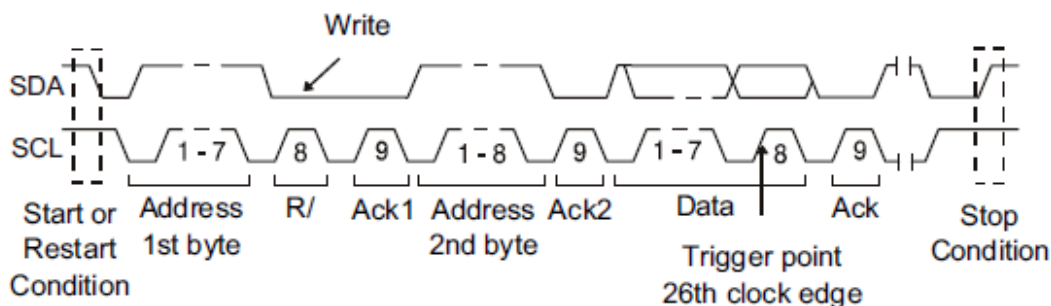 Write
SDA
SCL
1 - 7
8
9
1 - 8
9
1 - 7
8
9
Start or
Restart
Condition
Address
1st byte
R/
Ack1
Address
2nd byte
Ack2
Data
Ack
Trigger point
26th clock edge
Stop
Condition